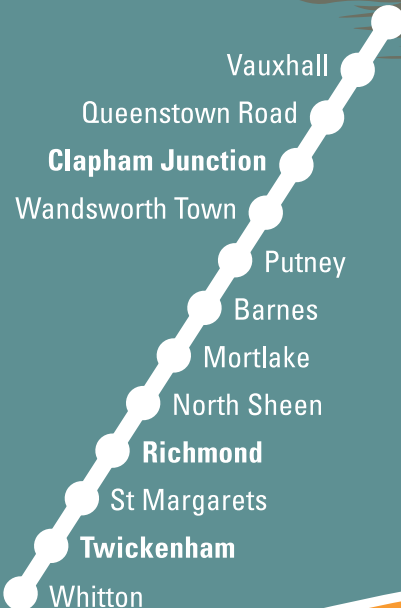 Vauxhall
Queenstown Road
Clapham Junction
Wandsworth Town
Putney
Barnes
Mortlake
North Sheen
Richmond
St Margarets
Twickenham
Whitton